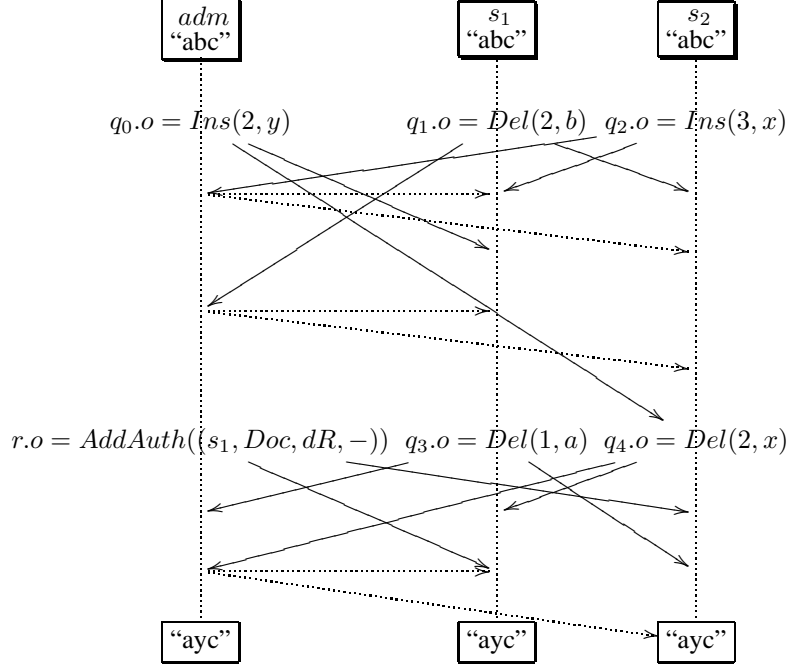 adm s₁ s₂
“abc” “abc” “abc”
q₀.o = Ins(2, y) q₁.o = Del(2, b) q₂.o = Ins(3, x)
r.o = AddAuth((s₁, Doc, dR, −)) q₃.o = Del(1, a) q₄.o = Del(2, x)
“ayc” “ayc” “ayc”